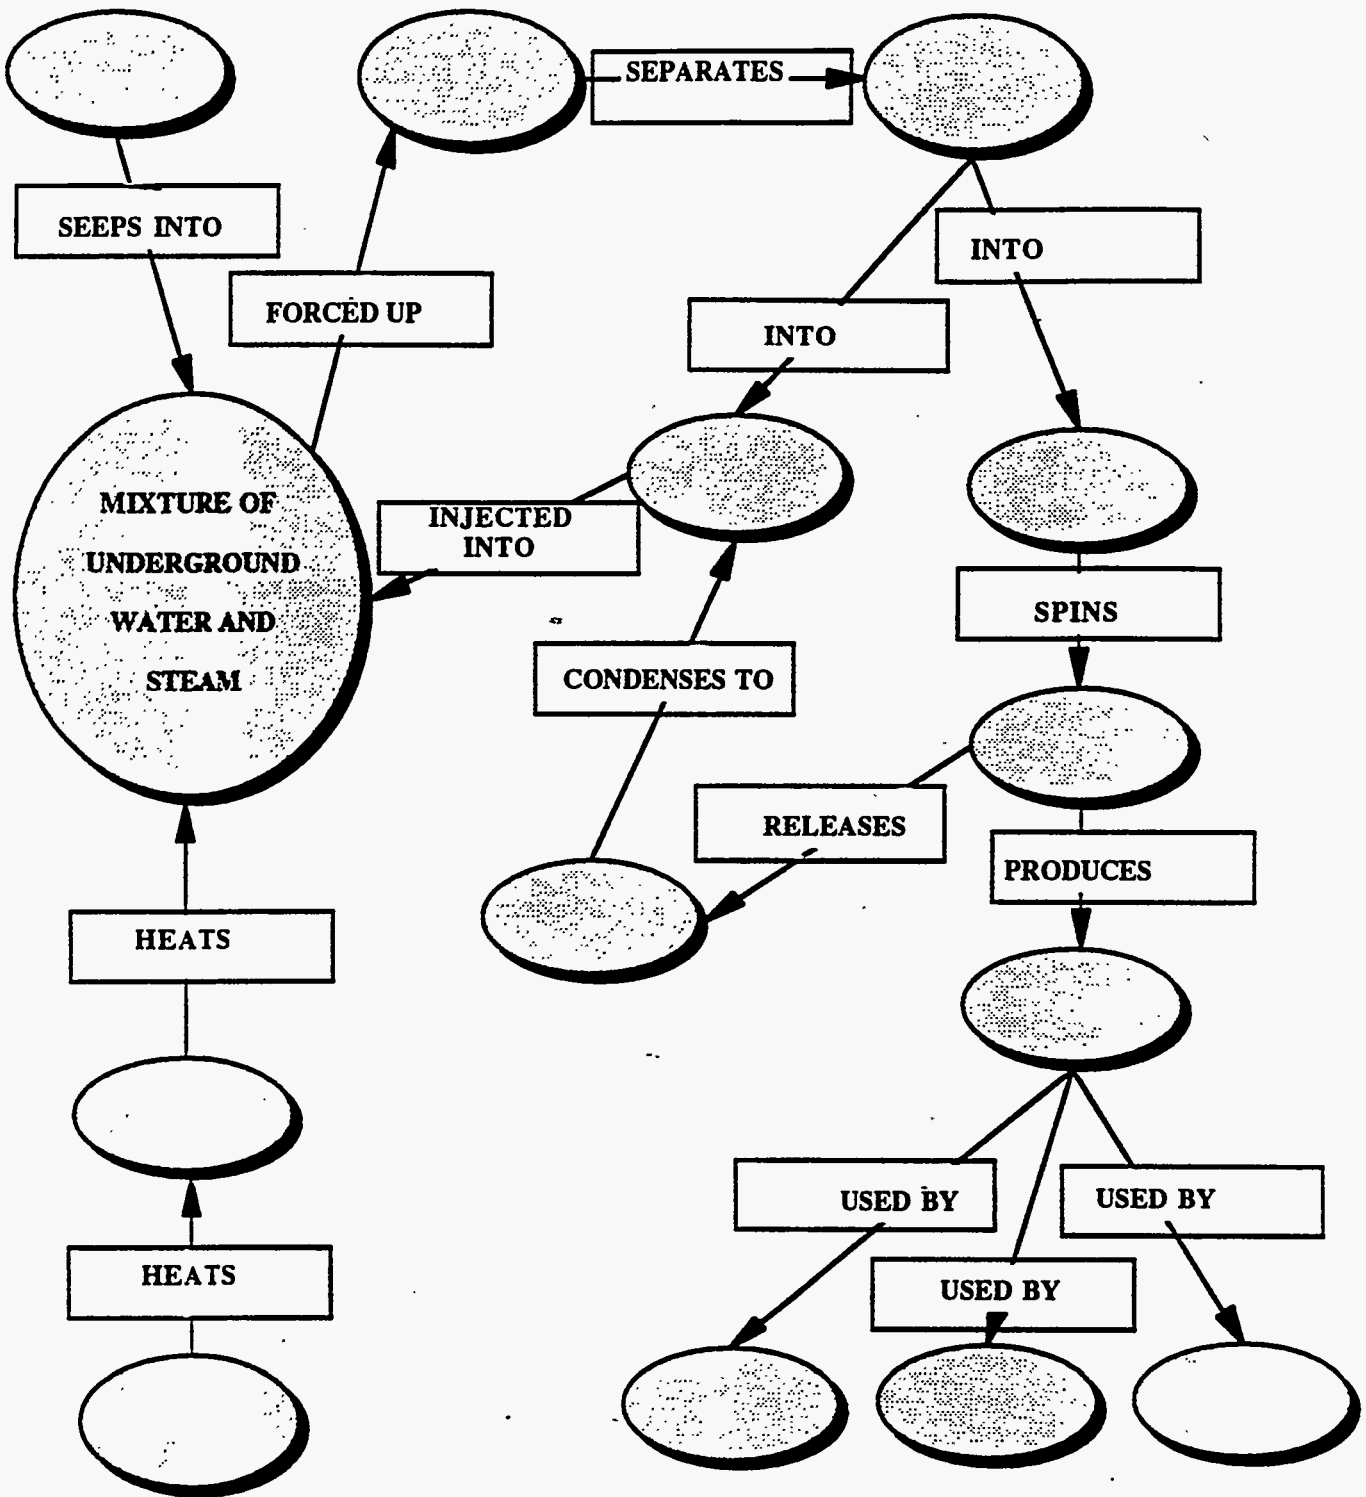 SEPARATES
SEEPS INTO
INTO
FORCED UP
INTO
MIXTURE OF
UNDERGROUND
WATER AND
STEAM
INJECTED
INTO
SPINS
CONDENSES TO
RELEASES
PRODUCES
HEATS
USED BY
USED BY
HEATS
USED BY